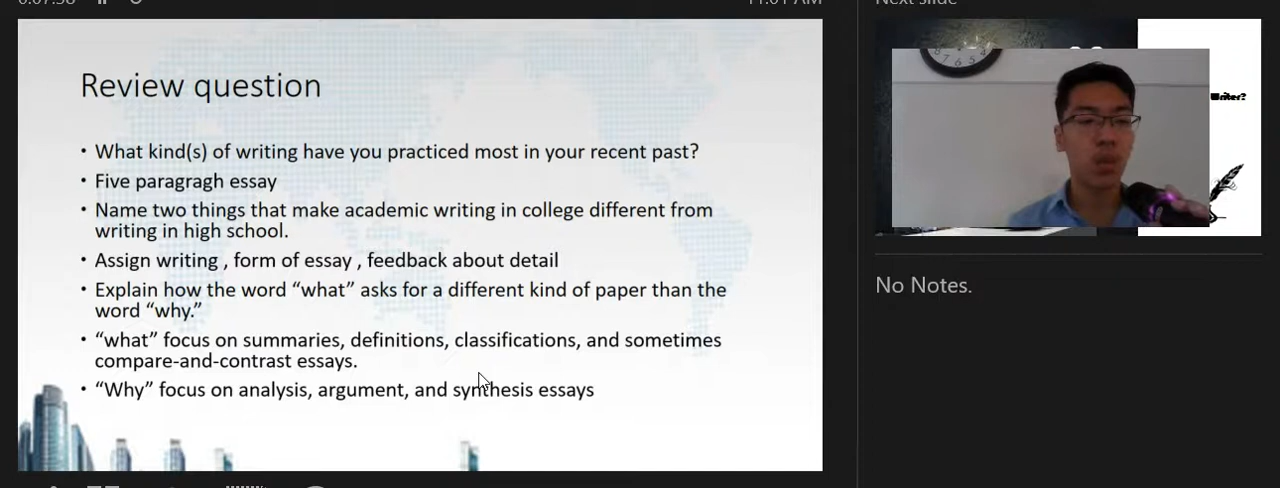 Review question
• What kind(s) of writing have you practiced most in your recent past?
• Five paragragh essay
• Name two things that make academic writing in college different from
writing in high school.
• Assign writing , form of essay , feedback about detail
• Explain how the word “what” asks for a different kind of paper than the
word “why.”
• “what” focus on summaries, definitions, classifications, and sometimes
compare-and-contrast essays.
• “Why” focus on analysis, argument, and synthesis essays
Next slide
Writer?
No Notes.